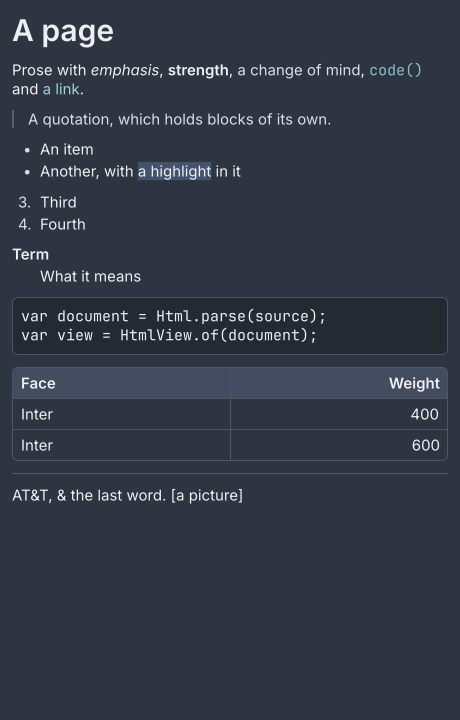 A page
Prose with emphasis, strength, a change of mind, code()
and a link.
A quotation, which holds blocks of its own.
• An item
• Another, with a highlight in it
3. Third
4. Fourth
Term
What it means
var document = Html.parse(source);
var view = HtmlView.of(document);
Face Weight
Inter 400
Inter 600
AT&T, & the last word. [a picture]